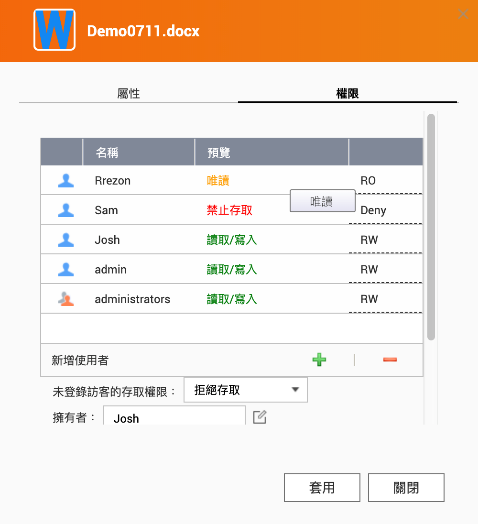 W Demo0711.docx
屬性 權限
名稱 預覽
Rrezon 唯讀 RO
唯讀
Sam 禁止存取 Deny
Josh 讀取/寫入 RW
admin 讀取/寫入 RW
administrators 讀取/寫入 RW
新增使用者
未登錄訪客的存取權限： 拒絕存取
擁有者： Josh
套用 關閉